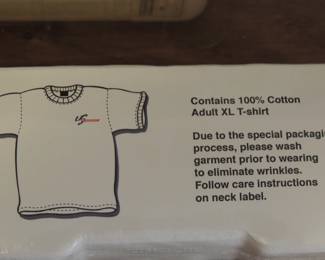 Contains 100% Cotton
Adult XL T-shirt
Due to the special packagi
process, please wash
garment prior to wearing
to eliminate wrinkles.
Follow care instructions
on neck label.